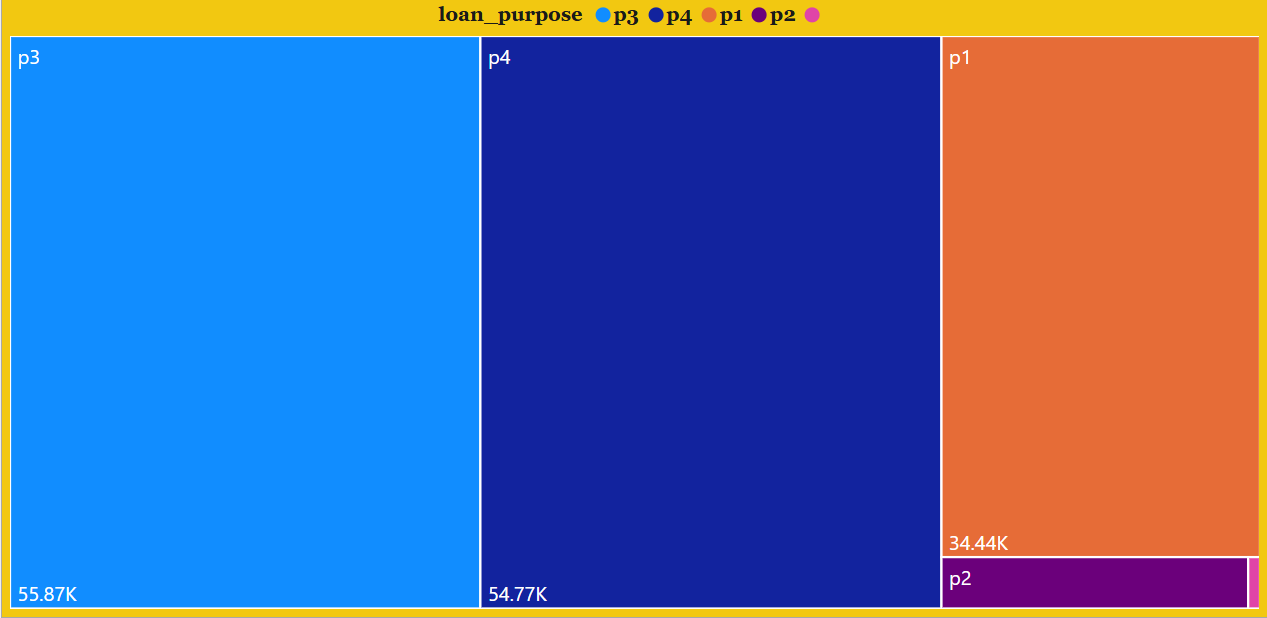 loan_purpose p3 p4 p1 p2
p3
55.87K
p4
54.77K
p1
34.44K
p2